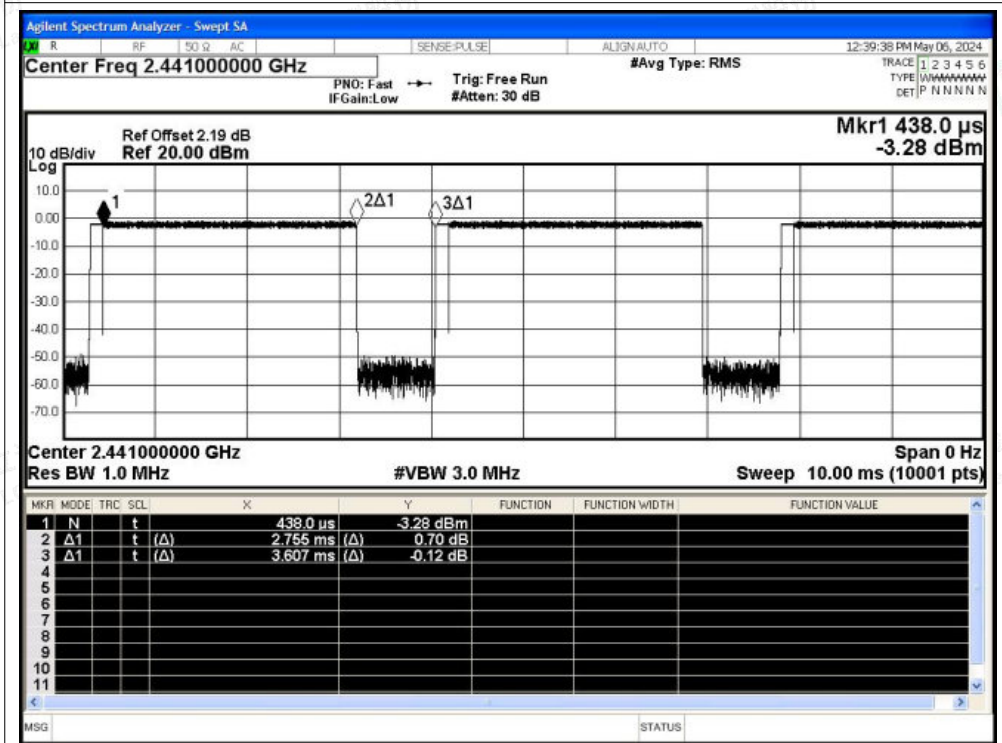 Agilent Spectrum Analyzer - Swept SA
LXI R RF 50 Ω AC SENSE:PULSE ALIGN AUTO 12:39:38 PM May 06, 2024
Center Freq 2.441000000 GHz #Avg Type: RMS TRACE 1 2 3 4 5 6
PNO: Fast Trig: Free Run TYPE WWWWWW
IFGain:Low #Atten: 30 dB DET P N N N N N
Mkr1 438.0 µs
Ref Offset 2.19 dB
10 dB/div Ref 20.00 dBm -3.28 dBm
Log
10.0
1 2Δ1 3Δ1
0.00
-10.0
-20.0
-30.0
-40.0
-50.0
-60.0
-70.0
Center 2.441000000 GHz Span 0 Hz
Res BW 1.0 MHz #VBW 3.0 MHz Sweep 10.00 ms (10001 pts)
MKR MODE TRC SCL X Y FUNCTION FUNCTION WIDTH FUNCTION VALUE
1 N t 438.0 µs -3.28 dBm
2 Δ1 t (Δ) 2.755 ms (Δ) 0.70 dB
3 Δ1 t (Δ) 3.607 ms (Δ) -0.12 dB
4
5
6
7
8
9
10
11
MSG STATUS